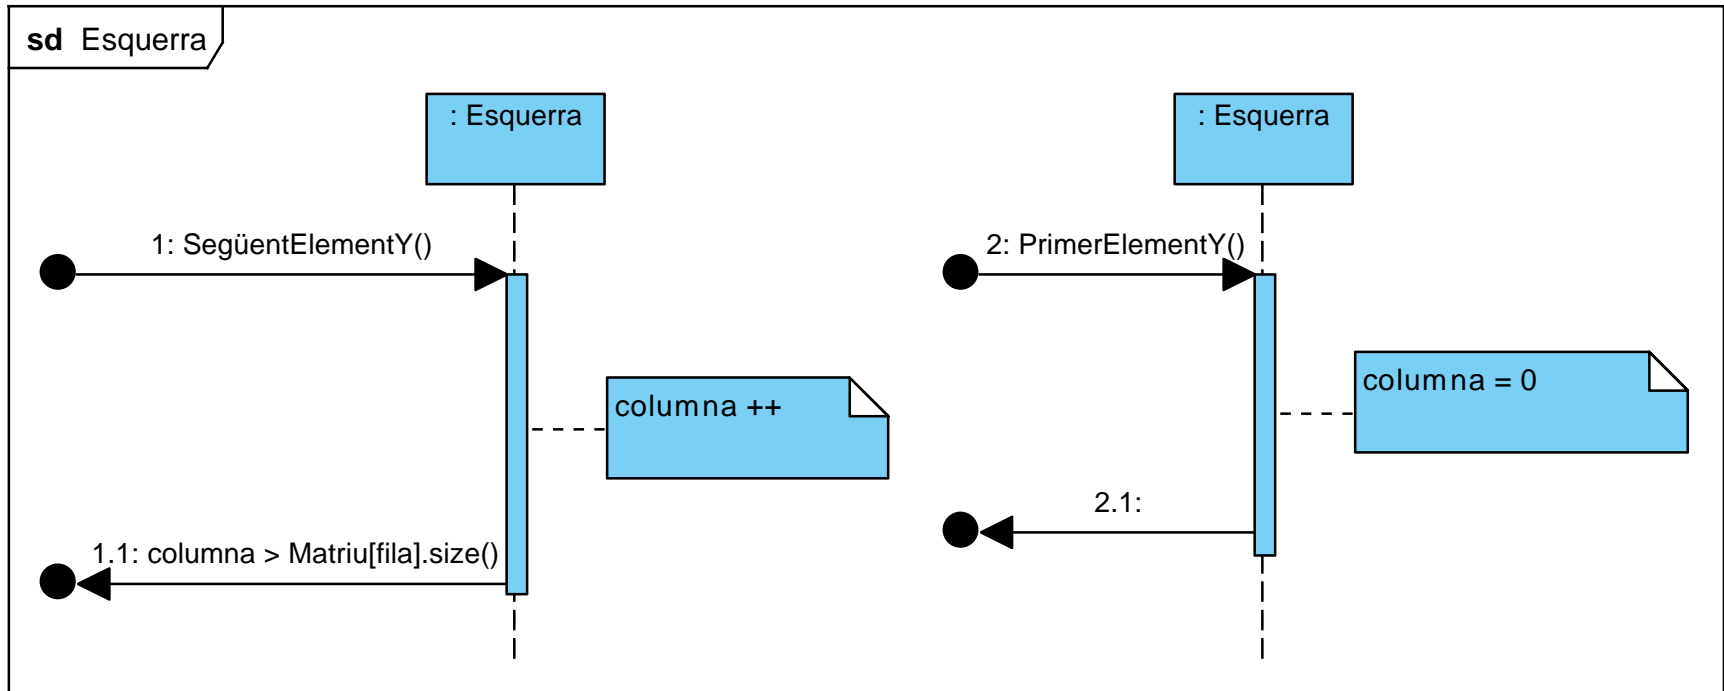 sd Esquerra
: Esquerra
: Esquerra
1: SegüentElementY()
2: PrimerElementY()
columna ++
columna = 0
2.1:
1.1: columna > Matriu[fila].size()